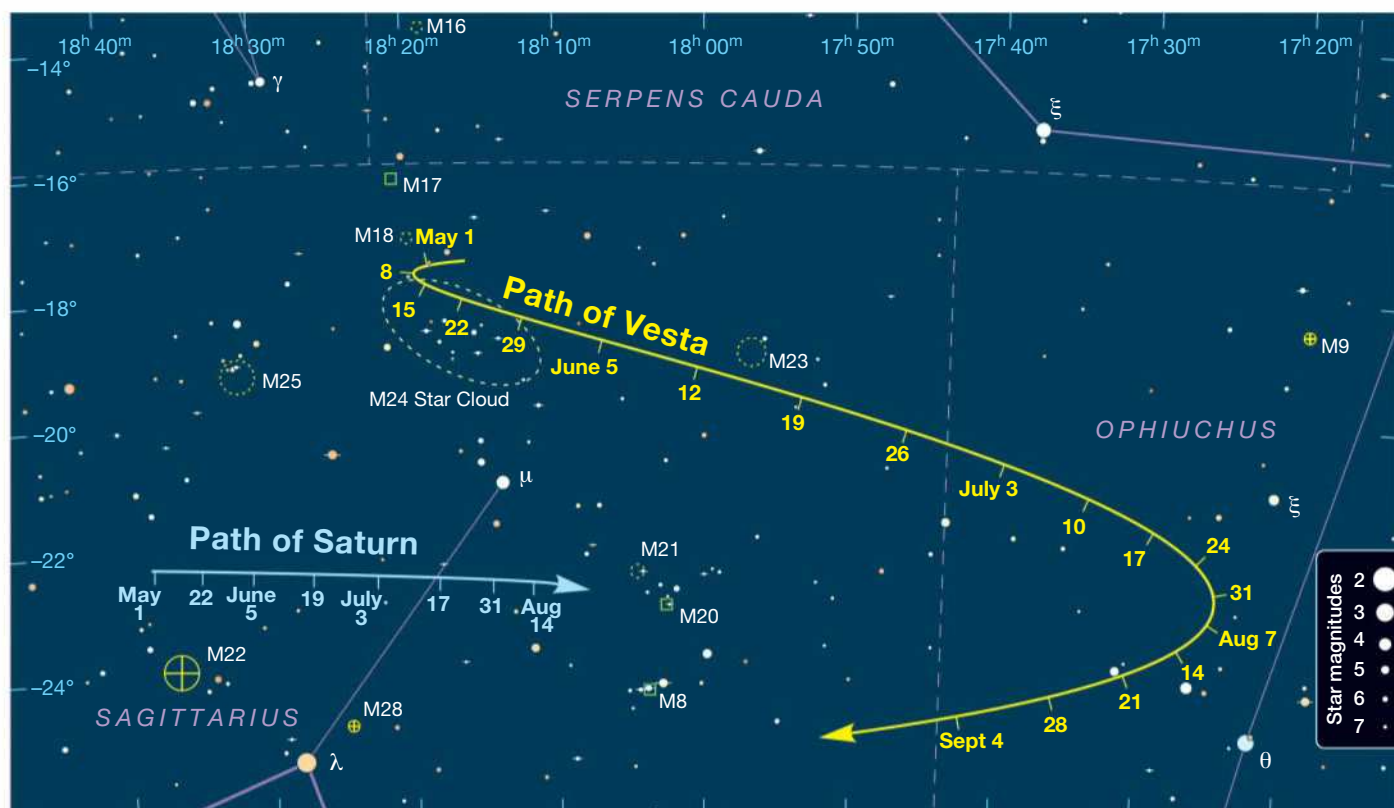 M16
18h 40m 18h 30m 18h 20m 18h 10m 18h 00m 17h 50m 17h 40m 17h 30m 17h 20m
–14°
γ
SERPENS CAUDA
ξ
–16°
M17
M18
May 1
8
–18°
15
22
29
Path of Vesta
June 5
M23
M9
M25
M24 Star Cloud
12
19
–20°
26
OPHIUCHUS
July 3
μ
ξ
10
Path of Saturn
17
24
–22°
M21
May 1
22
June 5
19
July 3
17
31
Aug 14
M20
31
Aug 7
M22
14
–24°
M8
21
SAGITTARIUS
M28
28
Sept 4
λ
θ
Star magnitudes
2
3
4
5
6
7